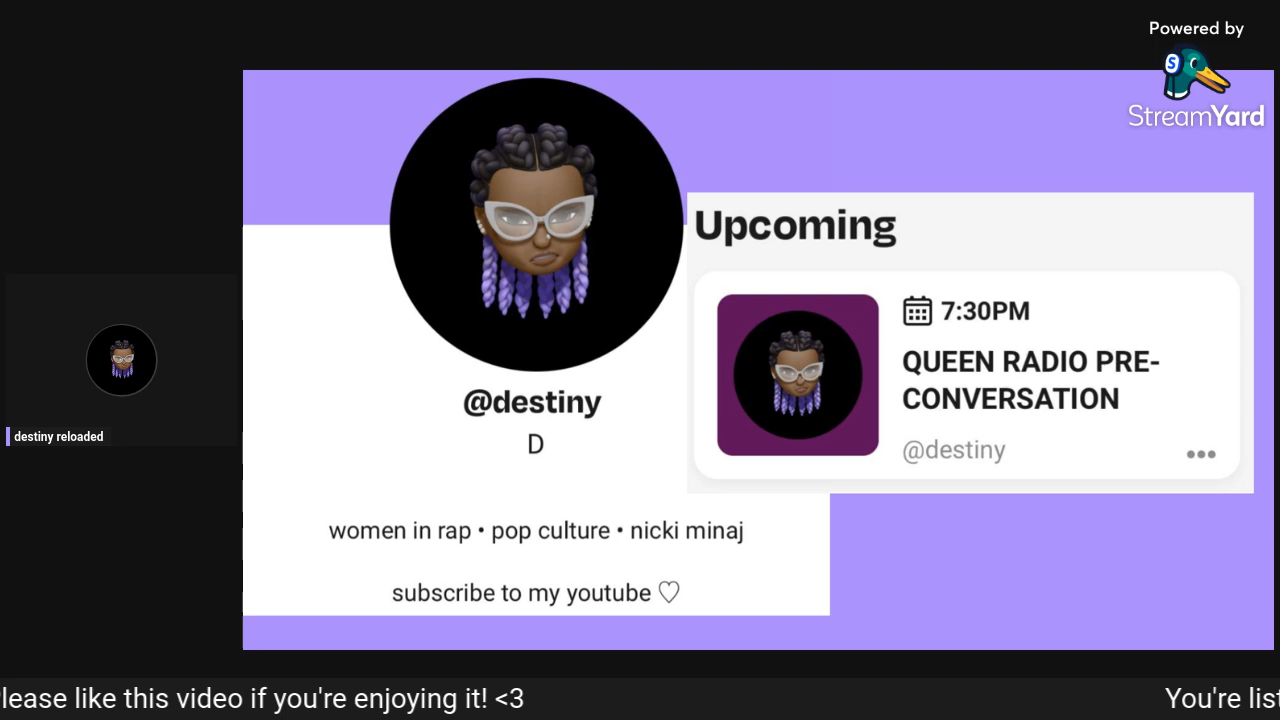 Powered by
StreamYard
@destiny
D
women in rap • pop culture • nicki minaj
subscribe to my youtube ♡
Upcoming
7:30PM
QUEEN RADIO PRE-
CONVERSATION
@destiny
destiny reloaded
lease like this video if you're enjoying it! <3
You're list